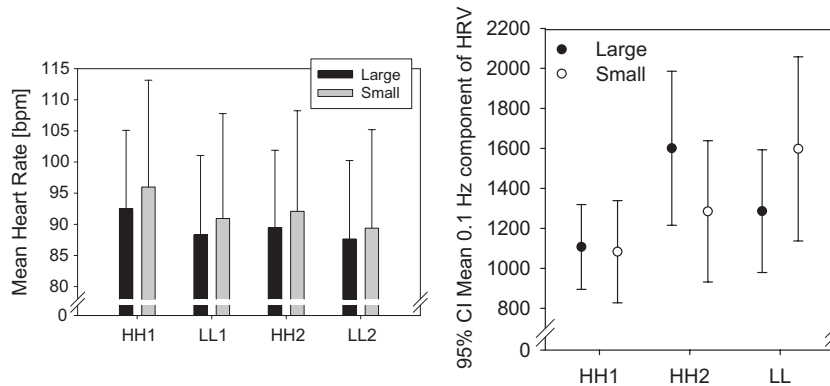 Mean Heart Rate [bpm]
115
110
105
100
95
90
85
80
0
Large
Small
HH1 LL1 HH2 LL2
95% CI Mean 0.1 Hz component of HRV
2200
2000
1800
1600
1400
1200
1000
800
0
Large
Small
HH1 HH2 LL